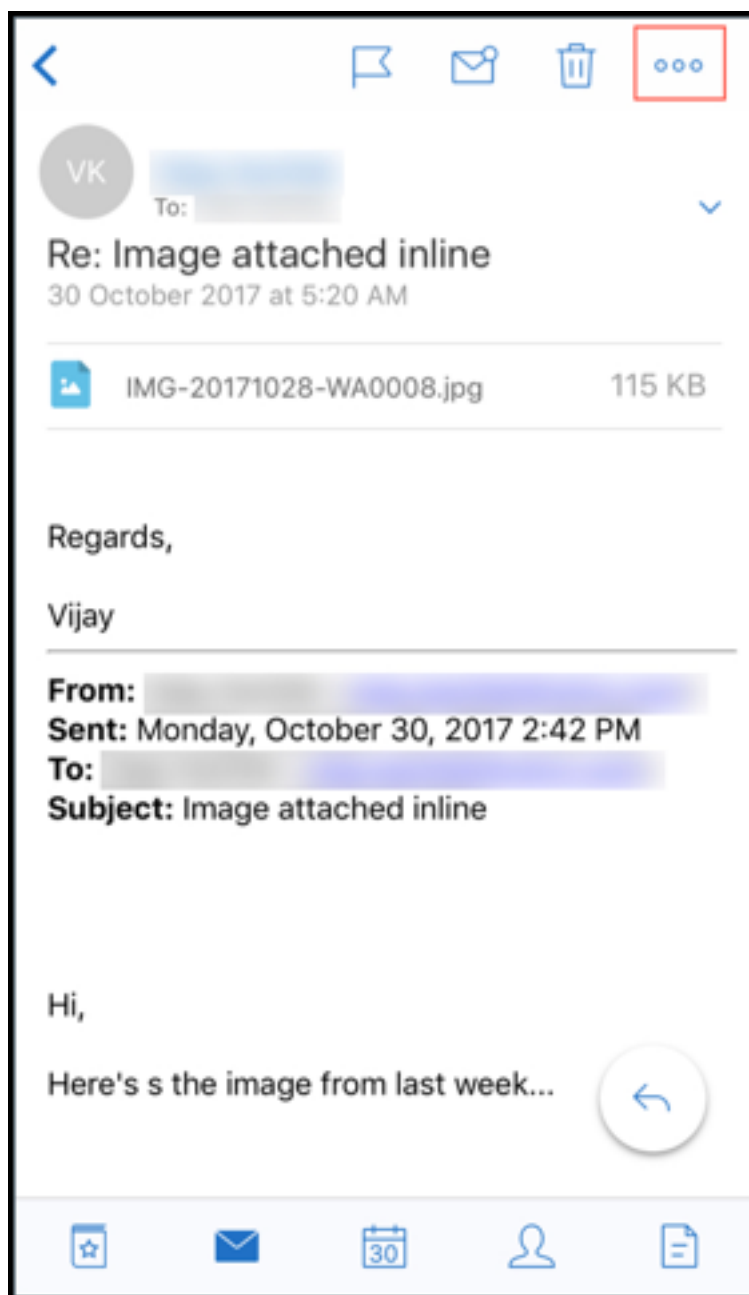 VK
To:
Re: Image attached inline
30 October 2017 at 5:20 AM
IMG-20171028-WA0008.jpg 115 KB
Regards,
Vijay
From:
Sent: Monday, October 30, 2017 2:42 PM
To:
Subject: Image attached inline
Hi,
Here's s the image from last week...
30